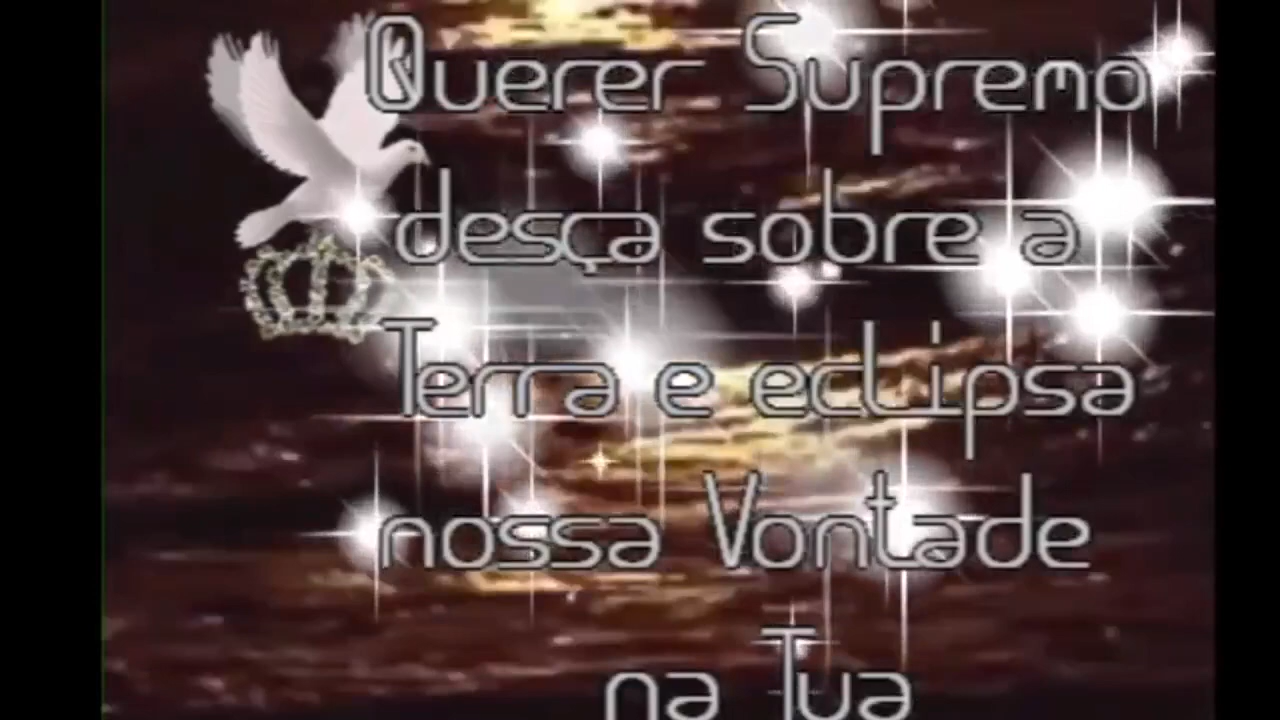 Querer Supremo
desça sobre a
Terra e eclipsa
nossa Vontade
na Tua